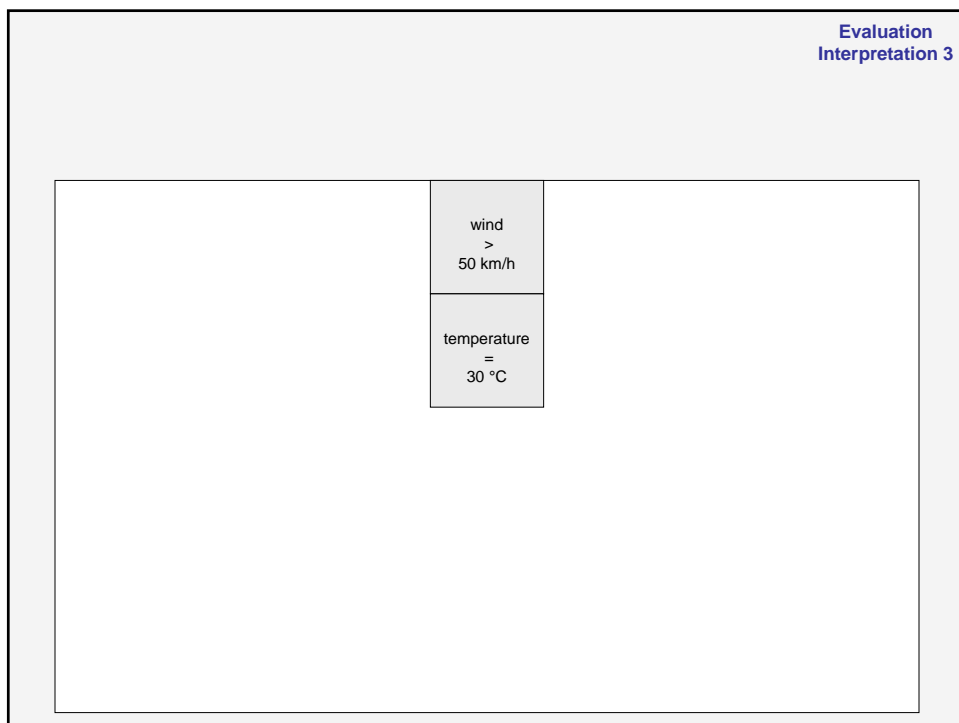 Evaluation
Interpretation 3
wind
>
50 km/h
temperature
=
30 °C